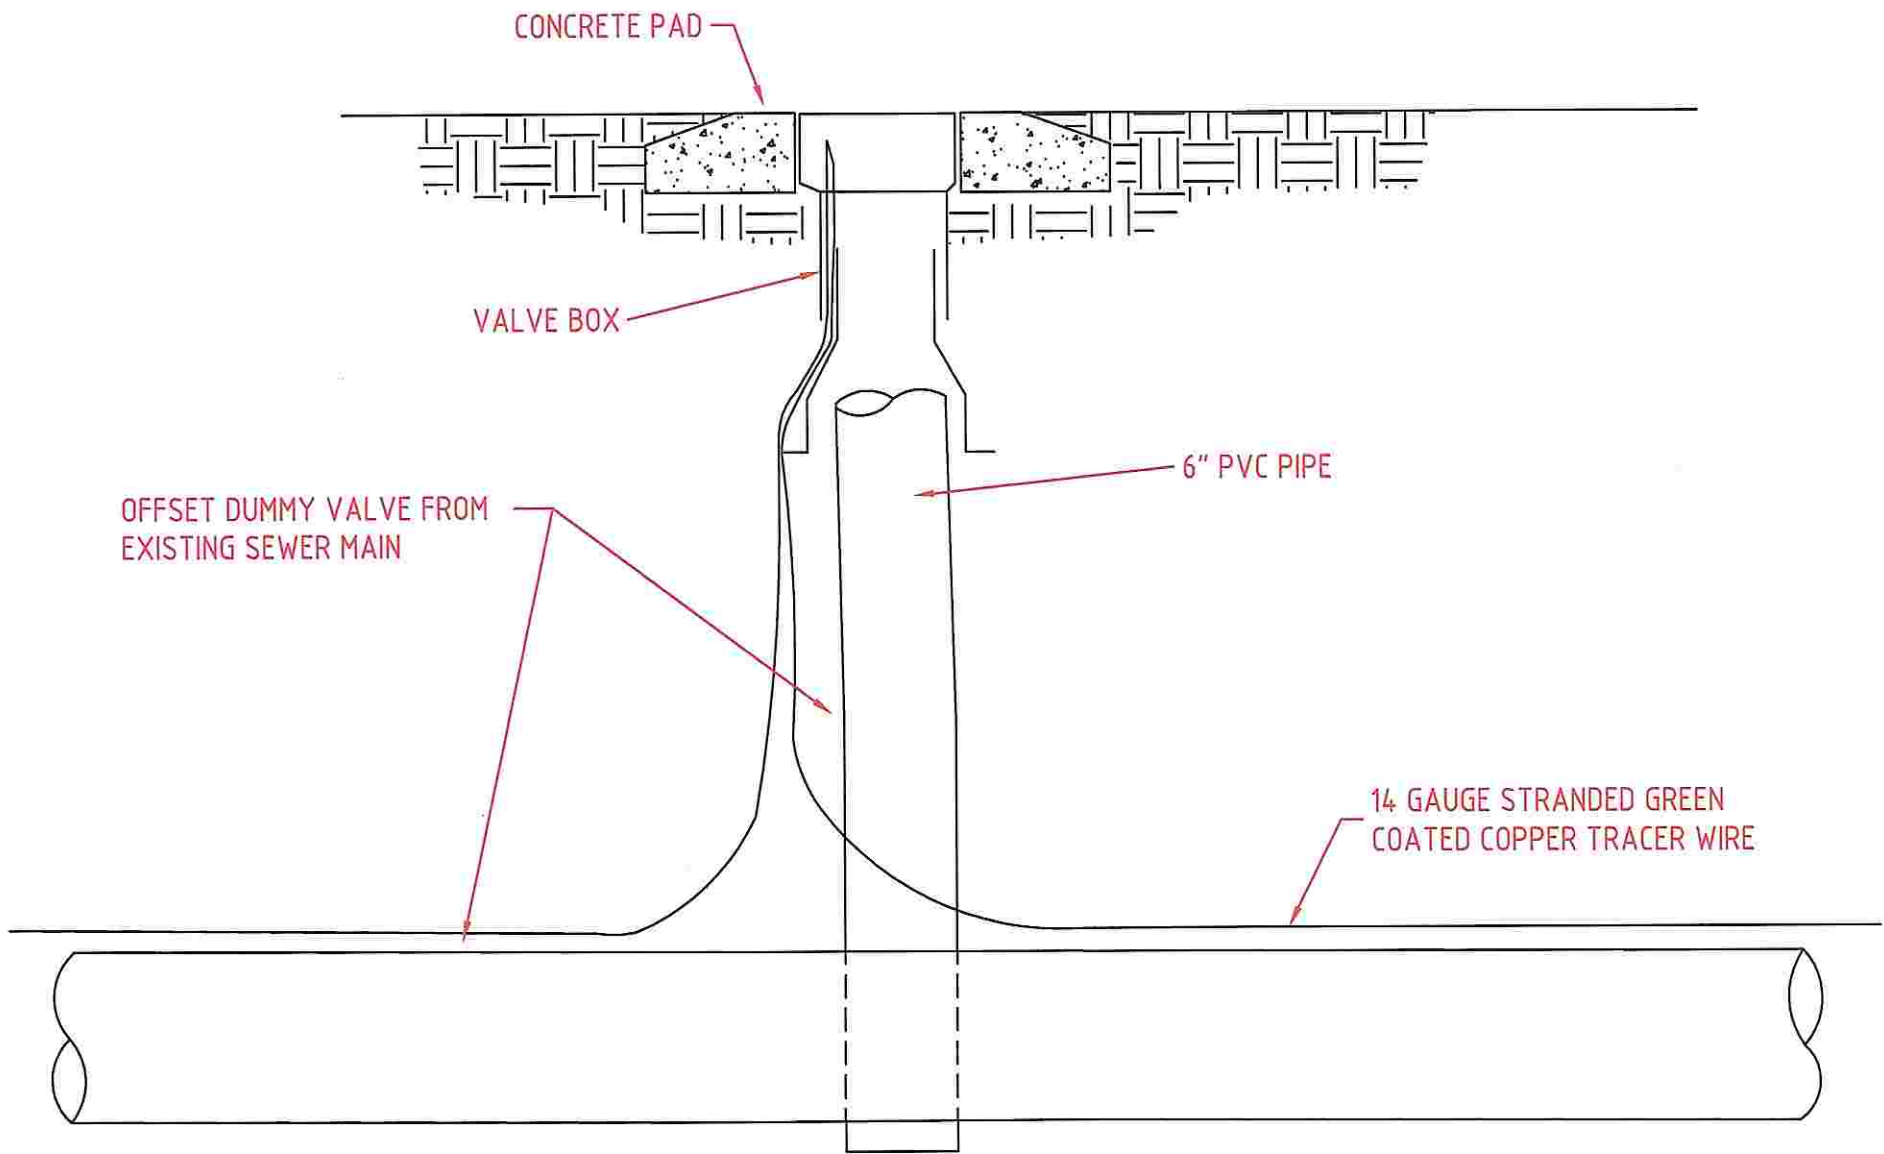 CONCRETE PAD
VALVE BOX
6" PVC PIPE
OFFSET DUMMY VALVE FROM
EXISTING SEWER MAIN
14 GAUGE STRANDED GREEN
COATED COPPER TRACER WIRE